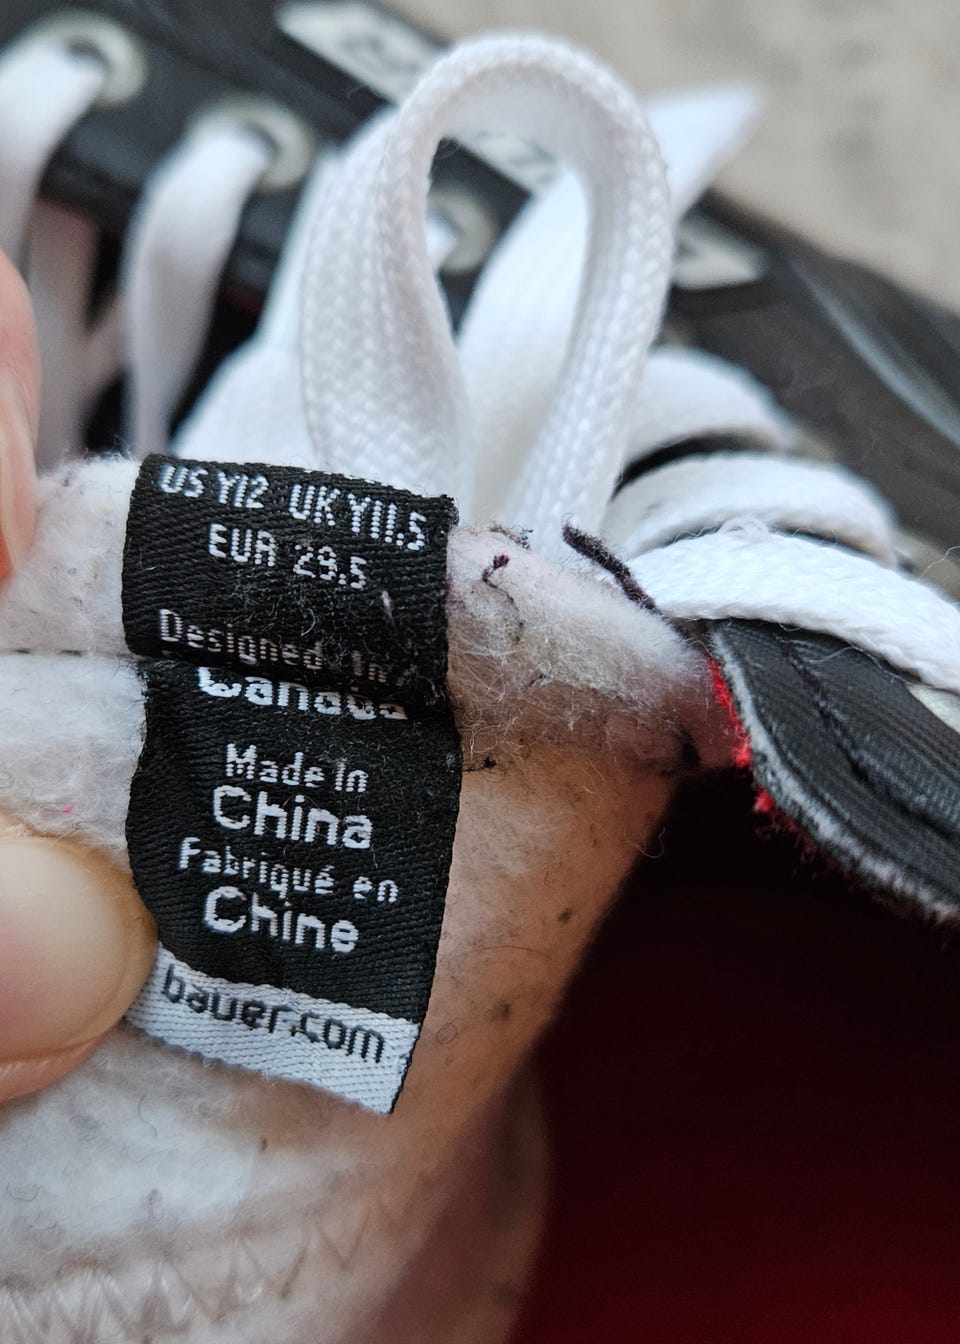 US Y12 UK Y11.5
EUR 29.5
Designed In
Canada
Made In
China
Fabriqué en
Chine
bauer.com